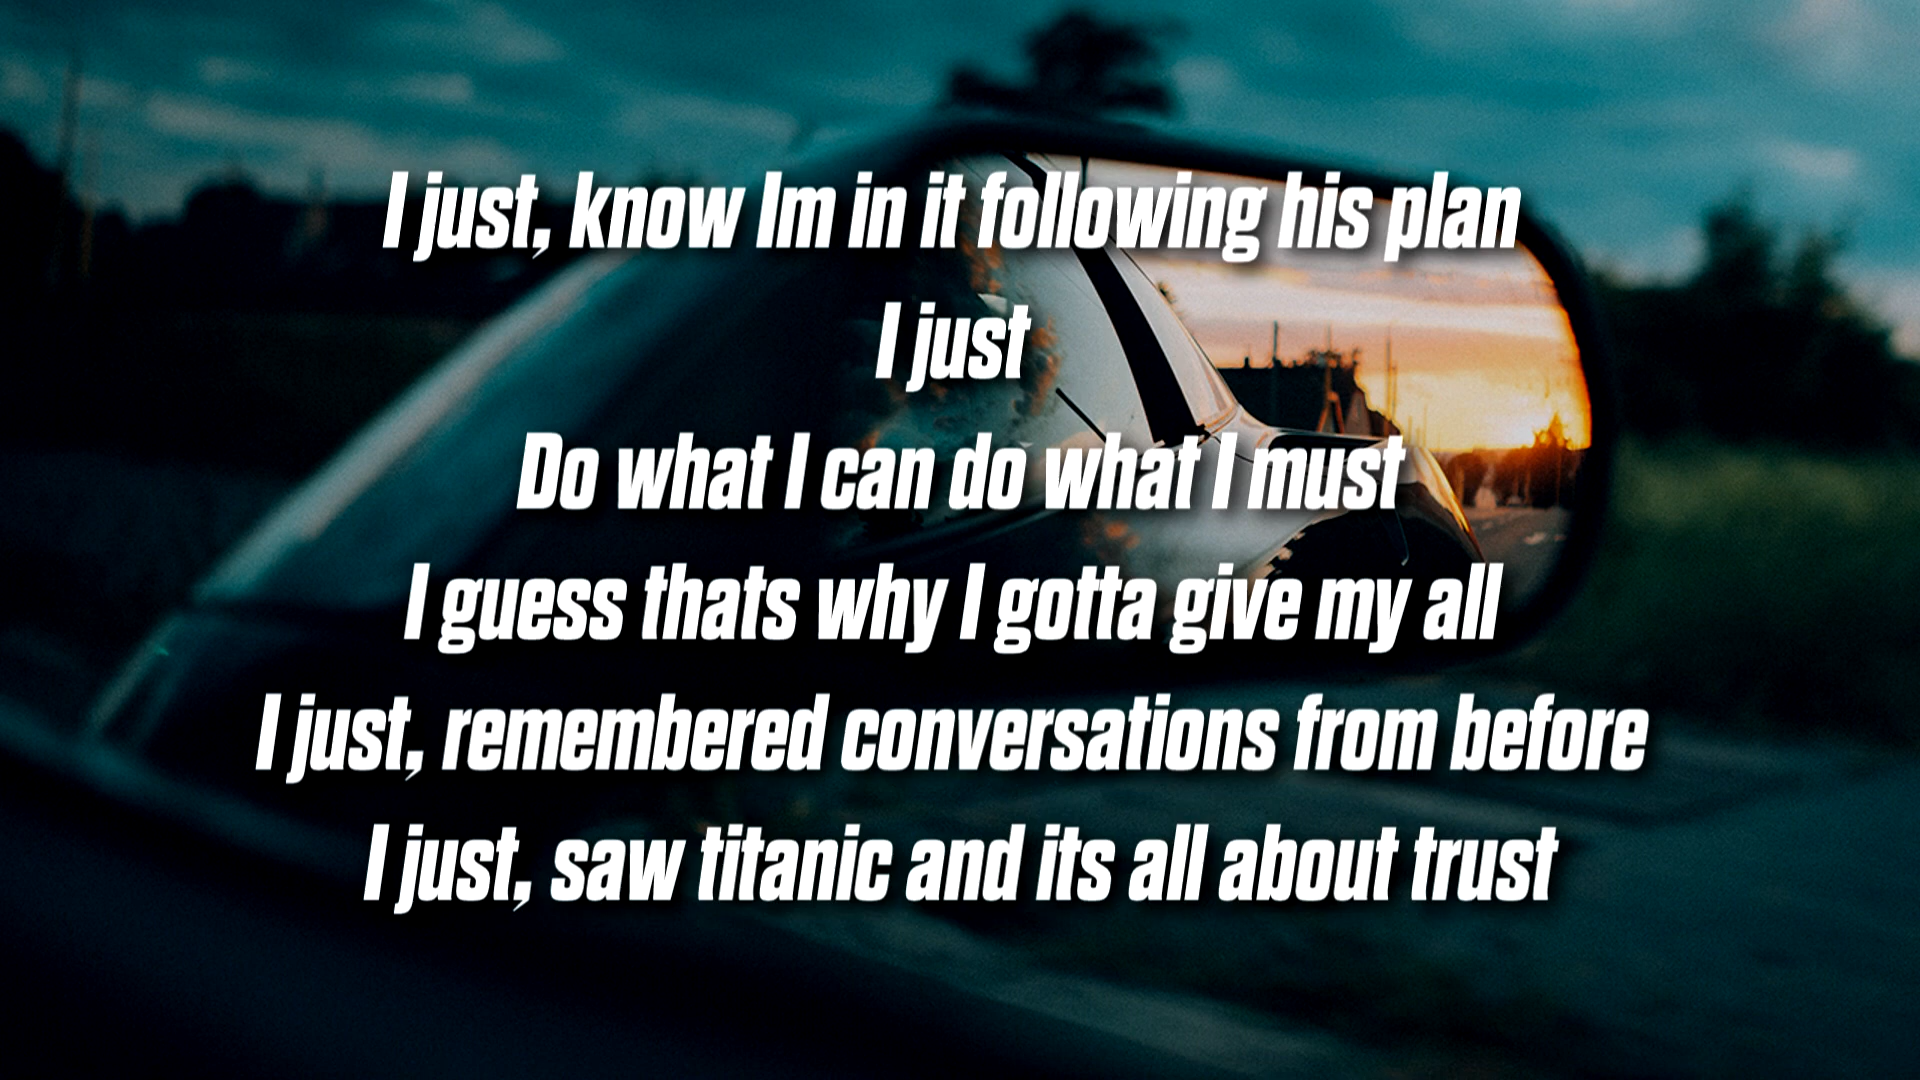 I just, know Im in it following his plan
I just
Do what I can do what I must
I guess thats why I gotta give my all
I just, remembered conversations from before
I just, saw titanic and its all about trust